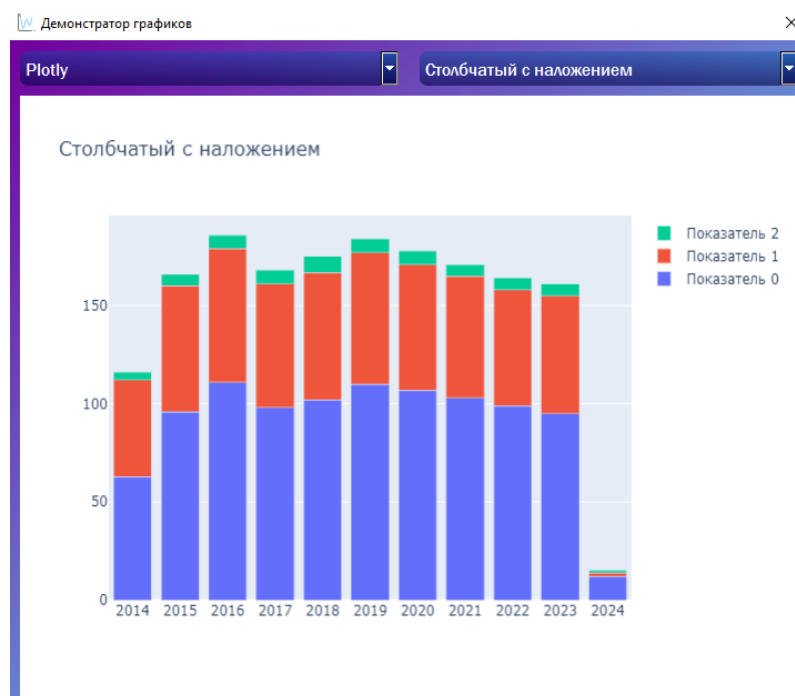 Демонстратор графиков
Plotly
Столбчатый с наложением
Столбчатый с наложением
Показатель 2
Показатель 1
Показатель 0
150
100
50
0
2014 2015 2016 2017 2018 2019 2020 2021 2022 2023 2024